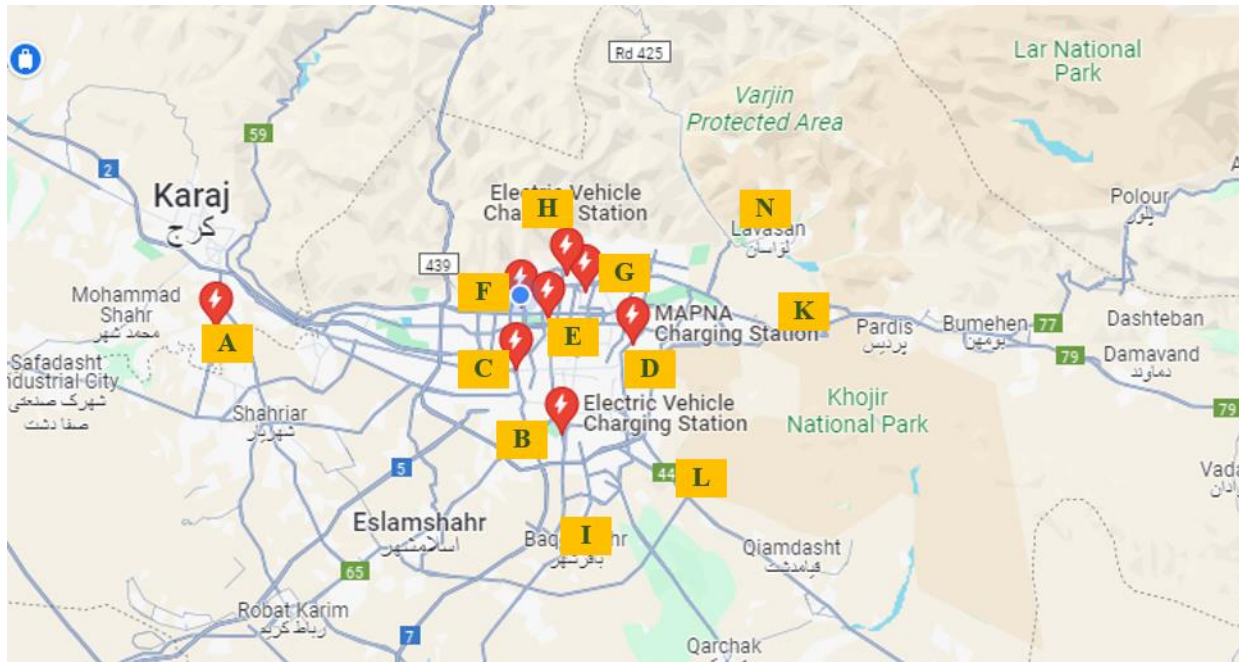 Rd 425
Lar National
Park
Varjin
Protected Area
59
2
Karaj
کرج
Electric Vehicle
Charging Station
H
N
Lavasan
لواسان
Polour
پلور
439
F
G
Mohammad
Shahr
محمد شهر
A
MAPNA
Charging Station
K
Pardis
پردیس
Bumehen
بومهن
77
Dashteban
79
Damavand
دماوند
Safadasht
Industrial City
شهرک صنعتی
صفا دشت
C
E
D
Shahriar
شهریار
Electric Vehicle
Charging Station
Khojir
National Park
79
B
5
44
L
Eslamshahr
اسلامشهر
I
باقرشهر
Qiamdasht
قیامدشت
65
Robat Karim
رباط کریم
7
Qarchak